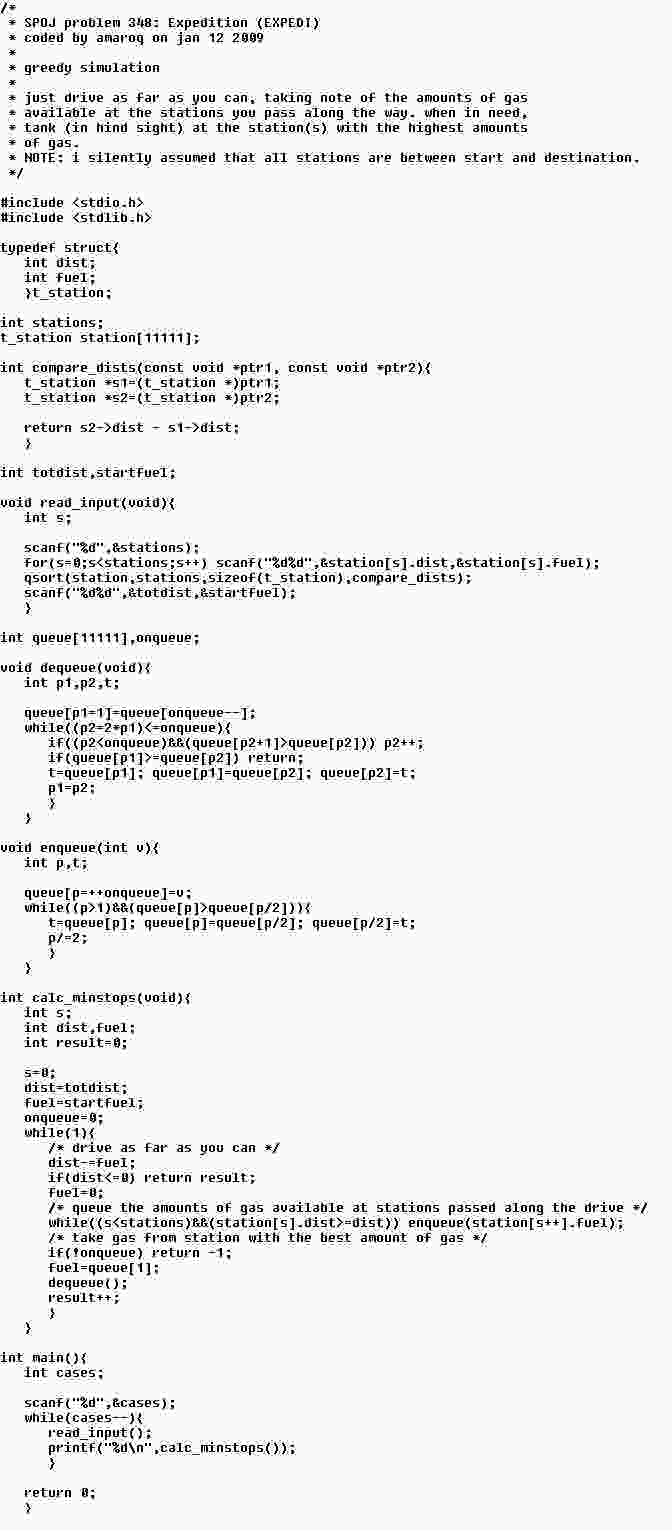 /*
 * SPOJ problem 348: Expedition (EXPEDI)
 * coded by amaroq on jan 12 2009
 *
 * greedy simulation
 *
 * just drive as far as you can, taking note of the amounts of gas
 * available at the stations you pass along the way. when in need,
 * tank (in hind sight) at the station(s) with the highest amounts
 * of gas.
 * NOTE: i silently assumed that all stations are between start and destination.
 */

#include <stdio.h>
#include <stdlib.h>

typedef struct{
   int dist;
   int fuel;
   }t_station;

int stations;
t_station station[11111];

int compare_dists(const void *ptr1, const void *ptr2){
   t_station *s1=(t_station *)ptr1;
   t_station *s2=(t_station *)ptr2;

   return s2->dist - s1->dist;
   }

int totdist,startfuel;

void read_input(void){
   int s;

   scanf("%d",&stations);
   for(s=0;s<stations;s++) scanf("%d%d",&station[s].dist,&station[s].fuel);
   qsort(station,stations,sizeof(t_station),compare_dists);
   scanf("%d%d",&totdist,&startfuel);
   }

int queue[11111],onqueue;

void dequeue(void){
   int p1,p2,t;

   queue[p1=1]=queue[onqueue--];
   while((p2=2*p1)<=onqueue){
      if((p2<onqueue)&&(queue[p2+1]>queue[p2])) p2++;
      if(queue[p1]>=queue[p2]) return;
      t=queue[p1]; queue[p1]=queue[p2]; queue[p2]=t;
      p1=p2;
      }
   }

void enqueue(int v){
   int p,t;

   queue[p=++onqueue]=v;
   while((p>1)&&(queue[p]>queue[p/2])){
      t=queue[p]; queue[p]=queue[p/2]; queue[p/2]=t;
      p/=2;
      }
   }

int calc_minstops(void){
   int s;
   int dist,fuel;
   int result=0;

   s=0;
   dist=totdist;
   fuel=startfuel;
   onqueue=0;
   while(1){
      /* drive as far as you can */
      dist-=fuel;
      if(dist<=0) return result;
      fuel=0;
      /* queue the amounts of gas available at stations passed along the drive */
      while((s<stations)&&(station[s].dist>=dist)) enqueue(station[s++].fuel);
      /* take gas from station with the best amount of gas */
      if(!onqueue) return -1;
      fuel=queue[1];
      dequeue();
      result++;
      }
   }

int main(){
   int cases;

   scanf("%d",&cases);
   while(cases--){
      read_input();
      printf("%d\n",calc_minstops());
      }

   return 0;
   }